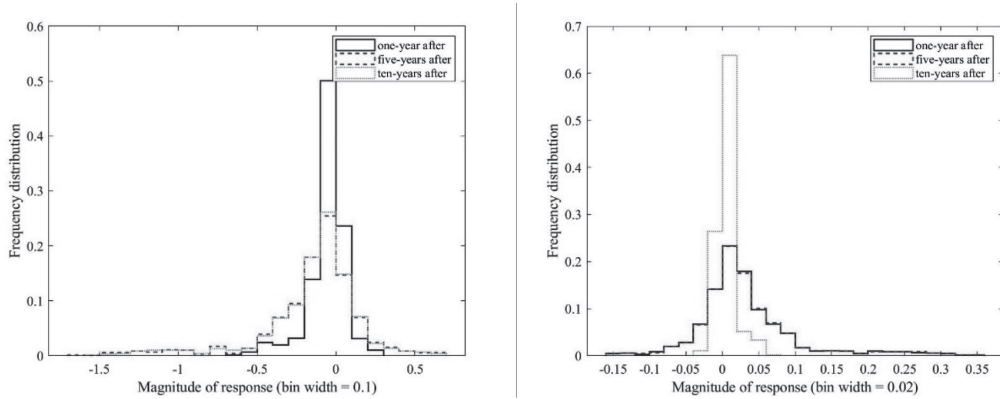 0.6
0.5
0.4
0.3
0.2
0.1
0
Frequency distribution
one-year after
five-years after
ten-years after
-1.5 -1 -0.5 0 0.5
Magnitude of response (bin width = 0.1)
0.7
0.6
0.5
0.4
0.3
0.2
0.1
0
Frequency distribution
one-year after
five-years after
ten-years after
-0.15 -0.1 -0.05 0 0.05 0.1 0.15 0.2 0.25 0.3 0.35
Magnitude of response (bin width = 0.02)